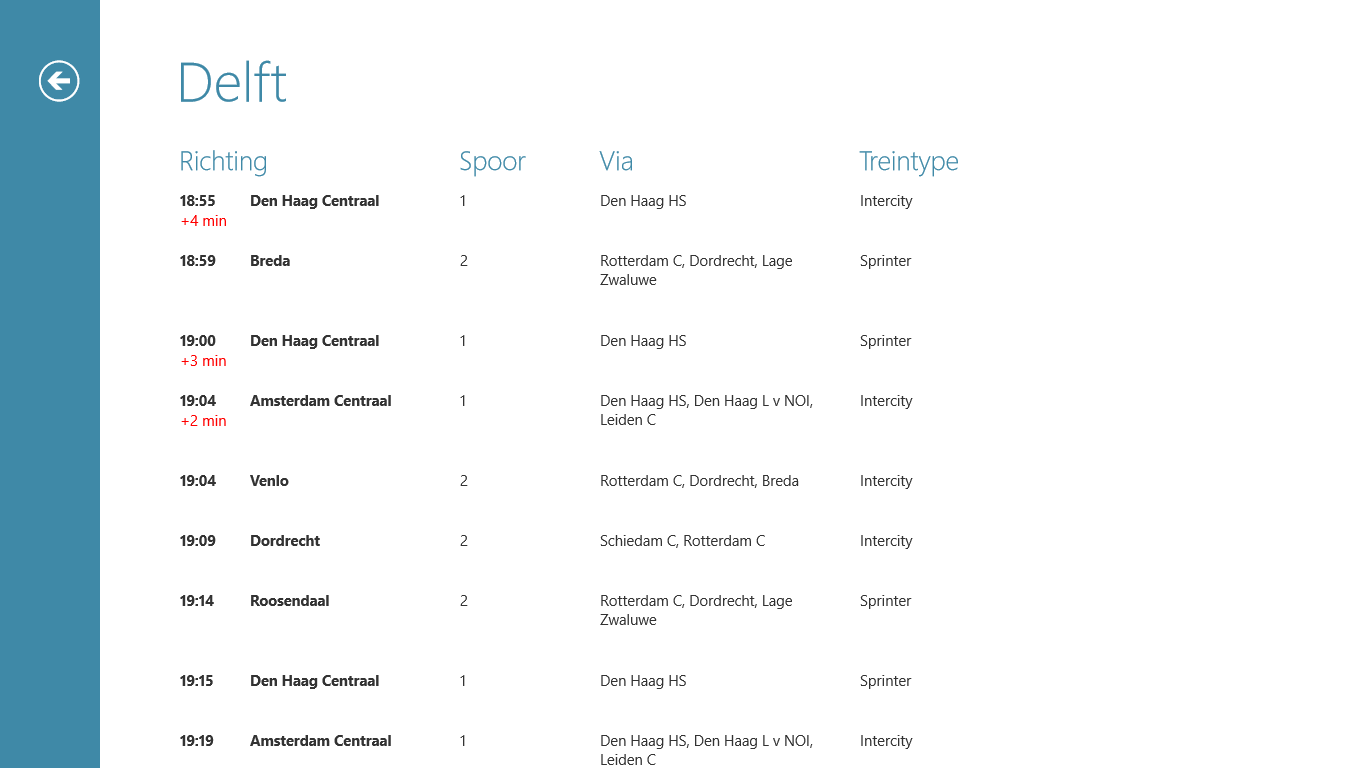 Delft
Richting Spoor Via Treintype
18:55 Den Haag Centraal 1 Den Haag HS Intercity
+4 min
18:59 Breda 2 Rotterdam C, Dordrecht, Lage Sprinter
Zwaluwe
19:00 Den Haag Centraal 1 Den Haag HS Sprinter
+3 min
19:04 Amsterdam Centraal 1 Den Haag HS, Den Haag L v NOI, Intercity
+2 min Leiden C
19:04 Venlo 2 Rotterdam C, Dordrecht, Breda Intercity
19:09 Dordrecht 2 Schiedam C, Rotterdam C Intercity
19:14 Roosendaal 2 Rotterdam C, Dordrecht, Lage Sprinter
Zwaluwe
19:15 Den Haag Centraal 1 Den Haag HS Sprinter
19:19 Amsterdam Centraal 1 Den Haag HS, Den Haag L v NOI, Intercity
Leiden C